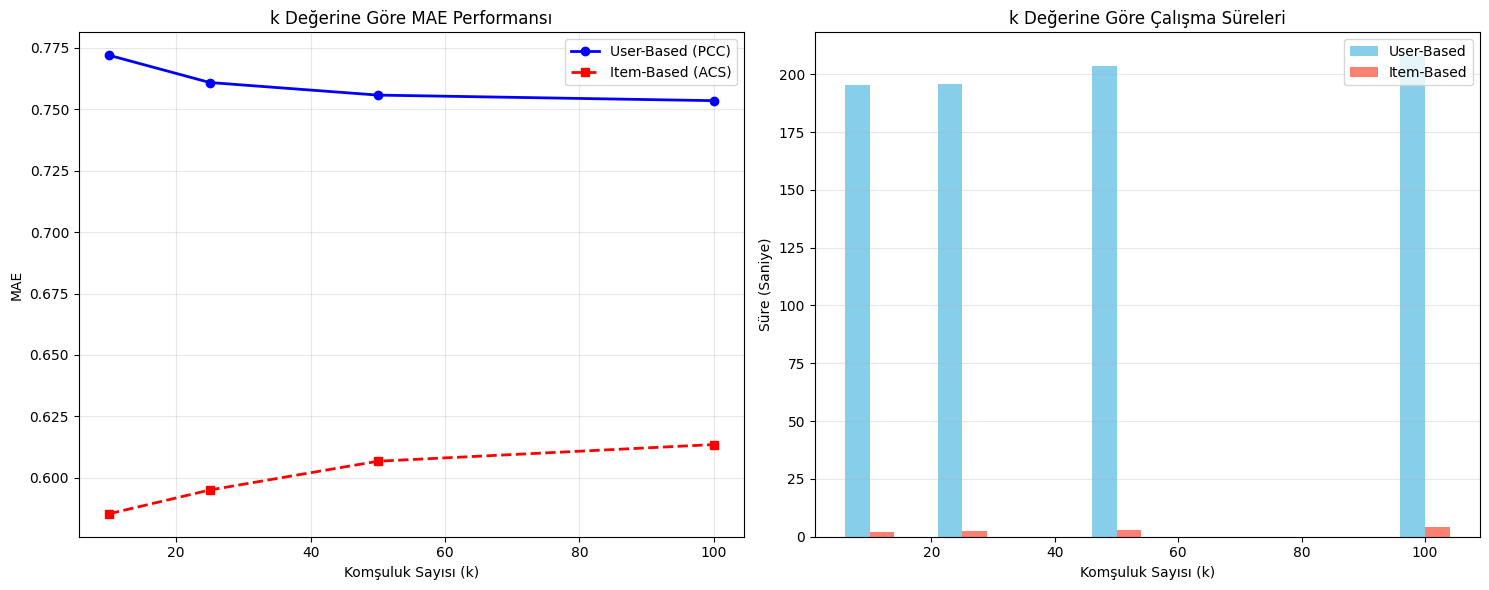 k Değerine Göre MAE Performansı
0.775
0.750
0.725
0.700
0.675
0.650
0.625
0.600
MAE
User-Based (PCC)
Item-Based (ACS)
20
40
60
80
100
Komşuluk Sayısı (k)
k Değerine Göre Çalışma Süreleri
200
175
150
125
100
75
50
25
0
Süre (Saniye)
User-Based
Item-Based
20
40
60
80
100
Komşuluk Sayısı (k)